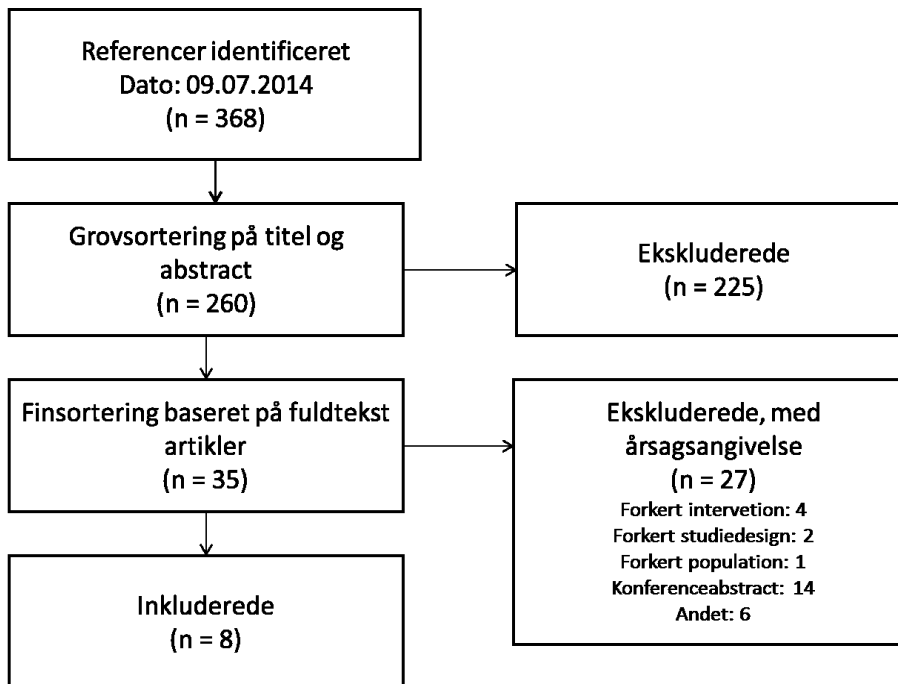 Referencer identificeret
Dato: 09.07.2014
(n = 368)
Grovsortering på titel og
abstract
(n = 260)
Ekskluderede
(n = 225)
Finsortering baseret på fuldtekst
artikler
(n = 35)
Ekskluderede, med
årsagsangivelse
(n = 27)
Forkert intervetion: 4
Forkert studiedesign: 2
Forkert population: 1
Konferenceabstract: 14
Andet: 6
Inkluderede
(n = 8)